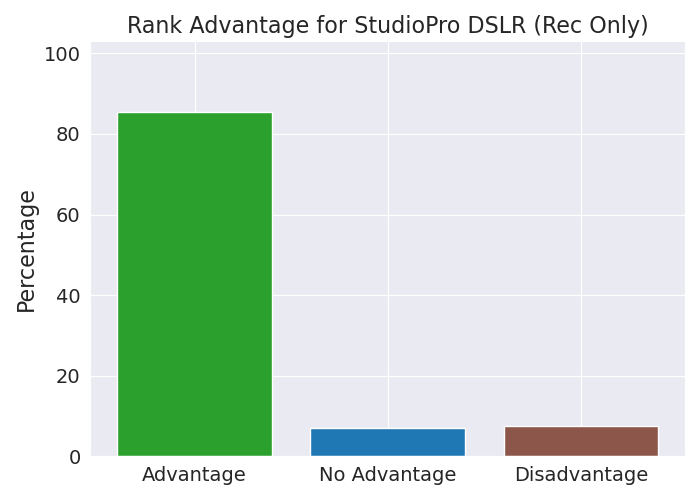 Rank Advantage for StudioPro DSLR (Rec Only)
Percentage
100
80
60
40
20
0
Advantage
No Advantage
Disadvantage